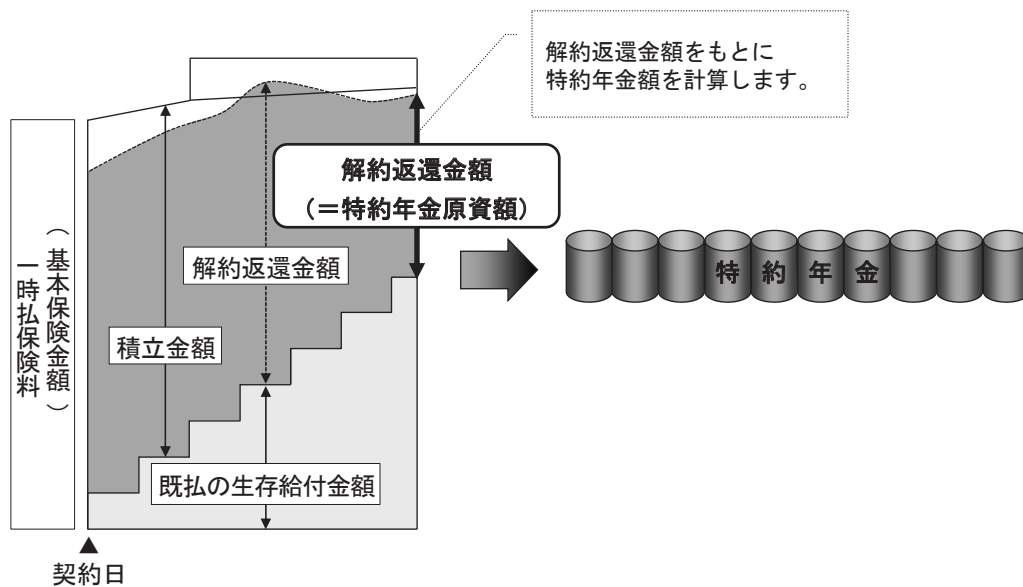 解約返還金額をもとに
特約年金額を計算します。
解約返還金額
（＝特約年金原資額）
特約年金
解約返還金額
積立金額
既払の生存給付金額
一時払保険料
（基本保険金額）
▲
契約日